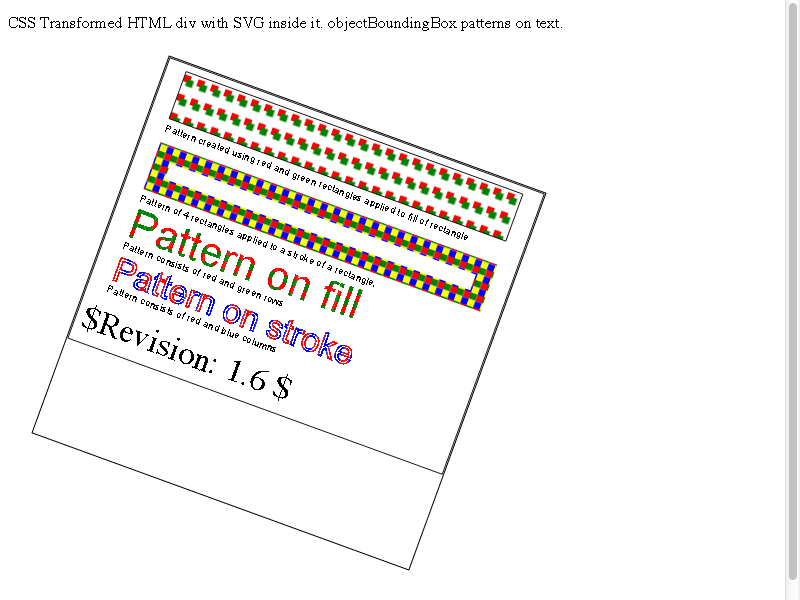 CSS Transformed HTML div with SVG inside it. objectBoundingBox patterns on text.
Pattern created using red and green rectangles applied to fill of rectangle
Pattern of 4 rectangles applied to a stroke of a rectangle.
Pattern on fill
Pattern consists of red and green rows
Pattern on stroke
Pattern consists of red and blue columns
$Revision: 1.6 $